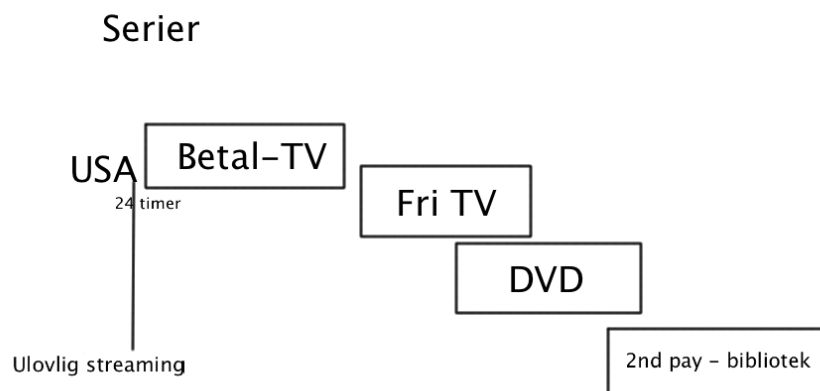 Serier
Betal-TV
USA
24 timer
Fri TV
DVD
Ulovlig streaming
2nd pay - bibliotek